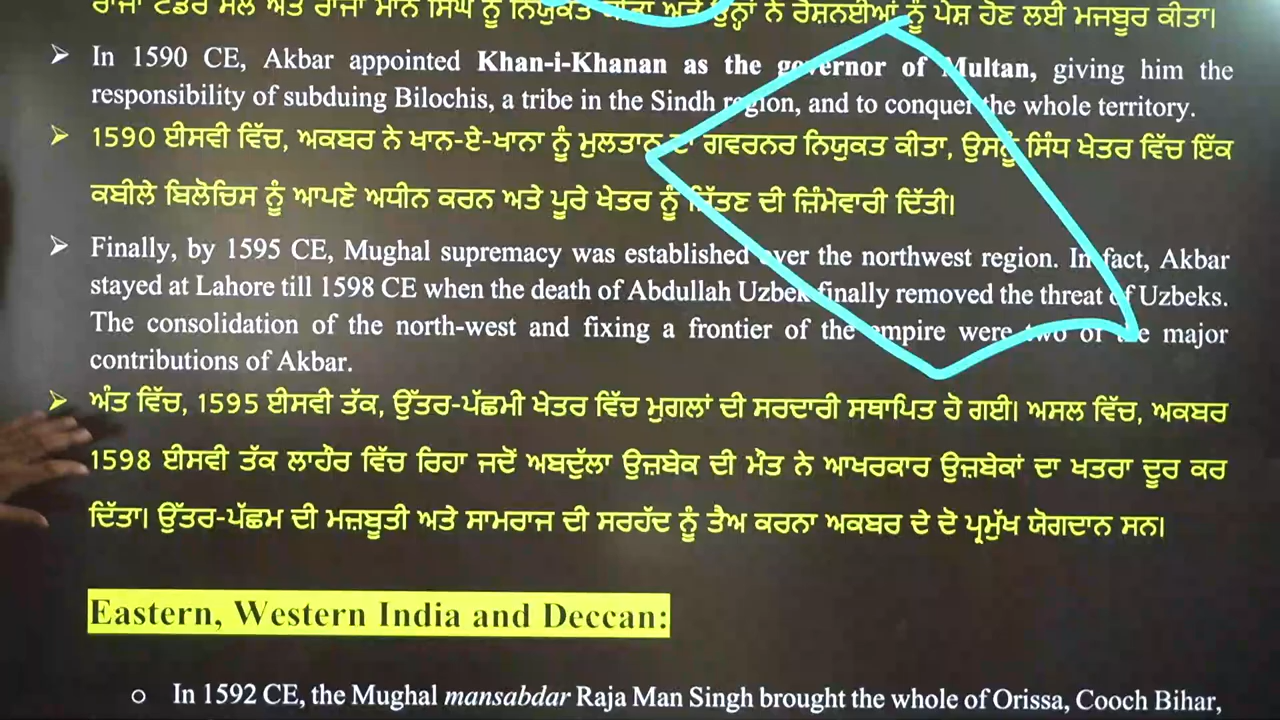 ਰਾਜਾ ਟੋਡਰ ਮਲ ਅਤੇ ਰਾਜਾ ਮਾਨ ਸਿੰਘ ਨੂੰ ਨਿਯੁਕਤ ਕੀਤਾ ਅਤੇ ਉਨ੍ਹਾਂ ਨੇ ਰੋਸ਼ਨਈਆਂ ਨੂੰ ਪੇਸ਼ ਹੋਣ ਲਈ ਮਜਬੂਰ ਕੀਤਾ।
➤ In 1590 CE, Akbar appointed Khan-i-Khanan as the governor of Multan, giving him the
responsibility of subduing Bilochis, a tribe in the Sindh region, and to conquer the whole territory.
➤ 1590 ਈਸਵੀ ਵਿੱਚ, ਅਕਬਰ ਨੇ ਖਾਨ-ਏ-ਖਾਨਾ ਨੂੰ ਮੁਲਤਾਨ ਦਾ ਗਵਰਨਰ ਨਿਯੁਕਤ ਕੀਤਾ, ਉਸਨੂੰ ਸਿੰਧ ਖੇਤਰ ਵਿੱਚ ਇੱਕ
ਕਬੀਲੇ ਬਿਲੋਚਿਸ ਨੂੰ ਆਪਣੇ ਅਧੀਨ ਕਰਨ ਅਤੇ ਪੂਰੇ ਖੇਤਰ ਨੂੰ ਜਿੱਤਣ ਦੀ ਜ਼ਿੰਮੇਵਾਰੀ ਦਿੱਤੀ।
➤ Finally, by 1595 CE, Mughal supremacy was established over the northwest region. In fact, Akbar
stayed at Lahore till 1598 CE when the death of Abdullah Uzbek finally removed the threat of Uzbeks.
The consolidation of the north-west and fixing a frontier of the empire were two of the major
contributions of Akbar.
➤ ਅੰਤ ਵਿੱਚ, 1595 ਈਸਵੀ ਤੱਕ, ਉੱਤਰ-ਪੱਛਮੀ ਖੇਤਰ ਵਿੱਚ ਮੁਗਲਾਂ ਦੀ ਸਰਦਾਰੀ ਸਥਾਪਿਤ ਹੋ ਗਈ। ਅਸਲ ਵਿੱਚ, ਅਕਬਰ
1598 ਈਸਵੀ ਤੱਕ ਲਾਹੌਰ ਵਿੱਚ ਰਿਹਾ ਜਦੋਂ ਅਬਦੁੱਲਾ ਉਜ਼ਬੇਕ ਦੀ ਮੌਤ ਨੇ ਆਖਰਕਾਰ ਉਜ਼ਬੇਕਾਂ ਦਾ ਖਤਰਾ ਦੂਰ ਕਰ
ਦਿੱਤਾ। ਉੱਤਰ-ਪੱਛਮ ਦੀ ਮਜ਼ਬੂਤੀ ਅਤੇ ਸਾਮਰਾਜ ਦੀ ਸਰਹੱਦ ਨੂੰ ਤੈਅ ਕਰਨਾ ਅਕਬਰ ਦੇ ਦੋ ਪ੍ਰਮੁੱਖ ਯੋਗਦਾਨ ਸਨ।
Eastern, Western India and Deccan:
o In 1592 CE, the Mughal mansabdar Raja Man Singh brought the whole of Orissa, Cooch Bihar,